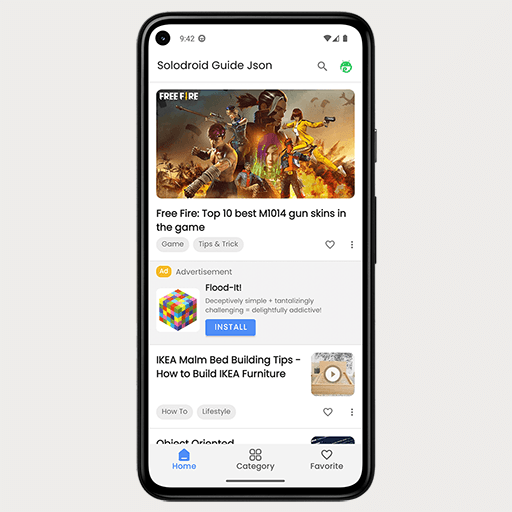 9:42
Solodroid Guide Json
FREE FIRE
Free Fire: Top 10 best M1014 gun skins in
the game
Game
Tips & Trick
Ad
Advertisement
Flood-It!
Deceptively simple + tantalizingly
challenging = delightfully addictive!
INSTALL
IKEA Malm Bed Building Tips -
How to Build IKEA Furniture
How To
Lifestyle
Object Oriented
Home
Category
Favorite